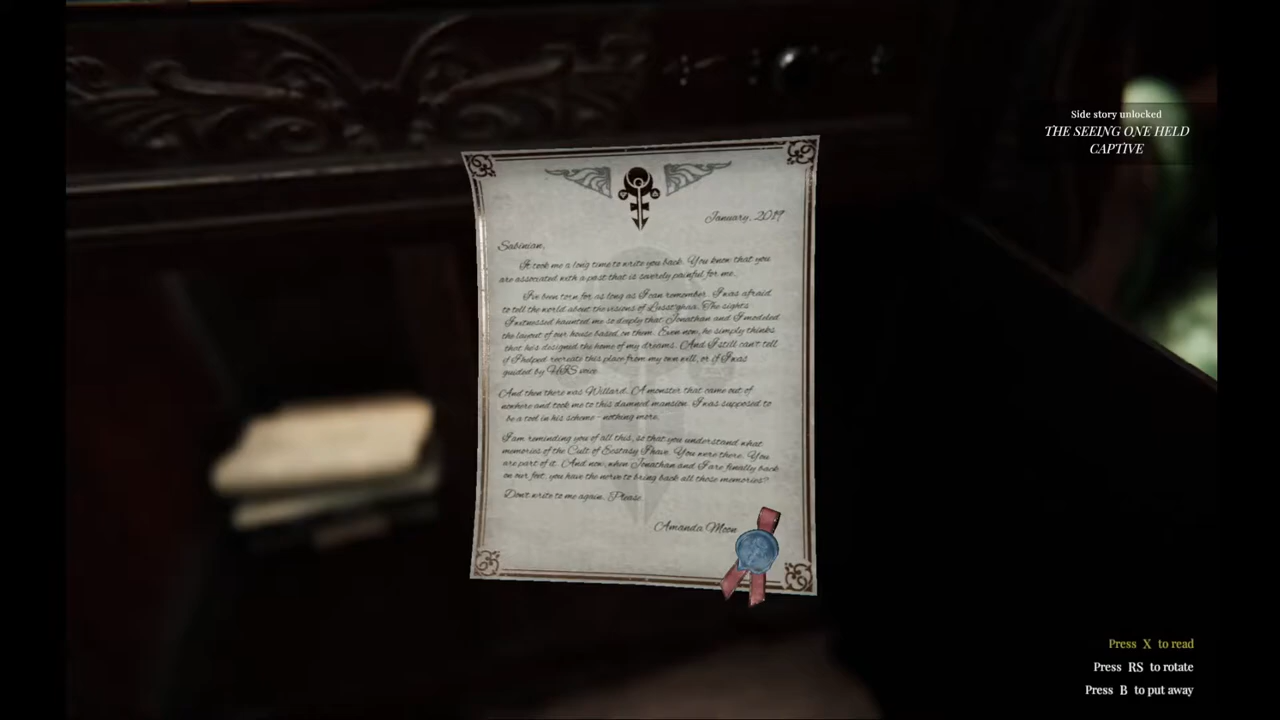 Side story unlocked
THE SEEING ONE HELD
CAPTIVE
January, 2019
Sabinian,
It took me a long time to write you back. You know that you
are associated with a past that is severely painful for me.
I've been torn for as long as I can remember. I was afraid
to tell the world about the visions of Lusst'ghaa. The sights
I witnessed haunted me so deeply that Jonathan and I modeled
the layout of our house based on them. Even now, he simply thinks
that he's designed the home of my dreams. And I still can't tell
if I helped recreate this place from my own will, or if I was
guided by HIS voice.
And then there was Willard. A monster that came out of
nowhere and took me to this damned mansion. I was supposed to
be a tool in his scheme - nothing more.
I am reminding you of all this, so that you understand what
memories of the Cult of Ecstasy I have. You were there. You
are part of it. And now, when Jonathan and I are finally back
on our feet, you have the nerve to bring back all those memories?
Don't write to me again. Please.
Amanda Moon
Press X to read
Press RS to rotate
Press B to put away